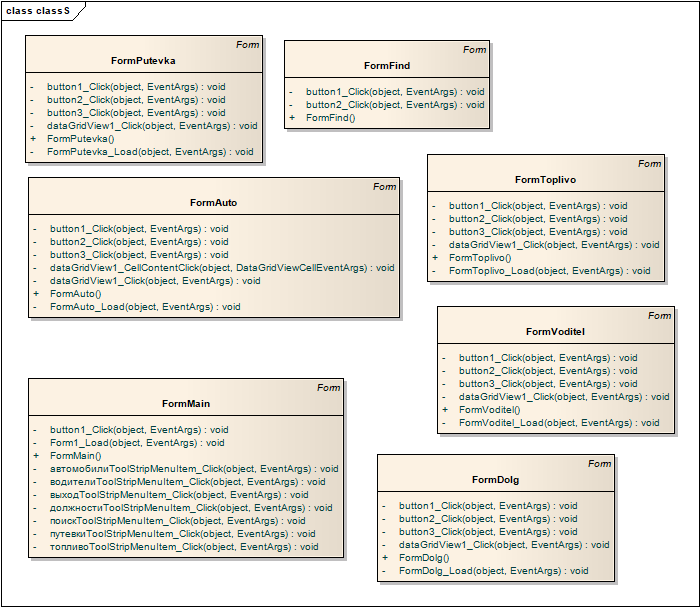 class classS
Form
FormPutevka
- button1_Click(object, EventArgs) : void
- button2_Click(object, EventArgs) : void
- button3_Click(object, EventArgs) : void
- dataGridView1_Click(object, EventArgs) : void
+ FormPutevka()
- FormPutevka_Load(object, EventArgs) : void
Form
FormFind
- button1_Click(object, EventArgs) : void
- button2_Click(object, EventArgs) : void
+ FormFind()
Form
FormAuto
- button1_Click(object, EventArgs) : void
- button2_Click(object, EventArgs) : void
- button3_Click(object, EventArgs) : void
- dataGridView1_CellContentClick(object, DataGridViewCellEventArgs) : void
- dataGridView1_Click(object, EventArgs) : void
+ FormAuto()
- FormAuto_Load(object, EventArgs) : void
Form
FormToplivo
- button1_Click(object, EventArgs) : void
- button2_Click(object, EventArgs) : void
- button3_Click(object, EventArgs) : void
- dataGridView1_Click(object, EventArgs) : void
+ FormToplivo()
- FormToplivo_Load(object, EventArgs) : void
Form
FormVoditel
- button1_Click(object, EventArgs) : void
- button2_Click(object, EventArgs) : void
- button3_Click(object, EventArgs) : void
- dataGridView1_Click(object, EventArgs) : void
+ FormVoditel()
- FormVoditel_Load(object, EventArgs) : void
Form
FormMain
- button1_Click(object, EventArgs) : void
- Form1_Load(object, EventArgs) : void
+ FormMain()
- автомобилиToolStripMenuItem_Click(object, EventArgs) : void
- водителиToolStripMenuItem_Click(object, EventArgs) : void
- выходToolStripMenuItem_Click(object, EventArgs) : void
- должностиToolStripMenuItem_Click(object, EventArgs) : void
- поискToolStripMenuItem_Click(object, EventArgs) : void
- путевкиToolStripMenuItem_Click(object, EventArgs) : void
- топливоToolStripMenuItem_Click(object, EventArgs) : void
Form
FormDolg
- button1_Click(object, EventArgs) : void
- button2_Click(object, EventArgs) : void
- button3_Click(object, EventArgs) : void
- dataGridView1_Click(object, EventArgs) : void
+ FormDolg()
- FormDolg_Load(object, EventArgs) : void